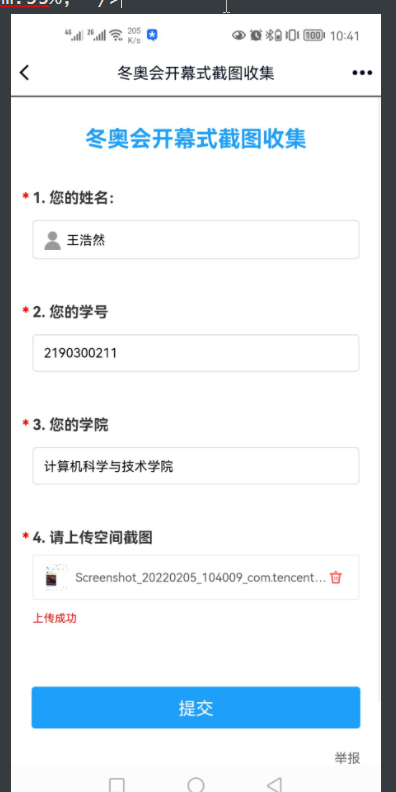 4G 2G 205 K/s 100 10:41
冬奥会开幕式截图收集
冬奥会开幕式截图收集
* 1. 您的姓名:
王浩然
* 2. 您的学号
2190300211
* 3. 您的学院
计算机科学与技术学院
* 4. 请上传空间截图
Screenshot_20220205_104009_com.tencent...
上传成功
提交
举报